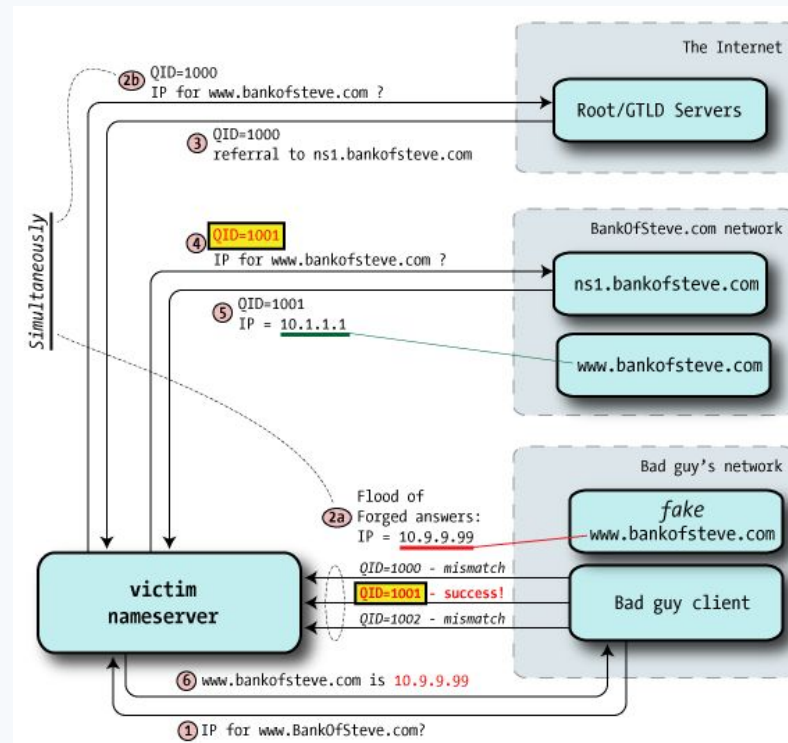 The Internet
2b QID=1000
IP for www.bankofsteve.com ?
Root/GTLD Servers
3 QID=1000
referral to ns1.bankofsteve.com
Simultaneously
BankOfSteve.com network
4 QID=1001
IP for www.bankofsteve.com ?
ns1.bankofsteve.com
5 QID=1001
IP = 10.1.1.1
www.bankofsteve.com
Bad guy's network
2a Flood of
Forged answers:
IP = 10.9.9.99
fake
www.bankofsteve.com
victim
nameserver
QID=1000 - mismatch
QID=1001 - success!
QID=1002 - mismatch
Bad guy client
6 www.bankofsteve.com is 10.9.9.99
1 IP for www.BankOfSteve.com?